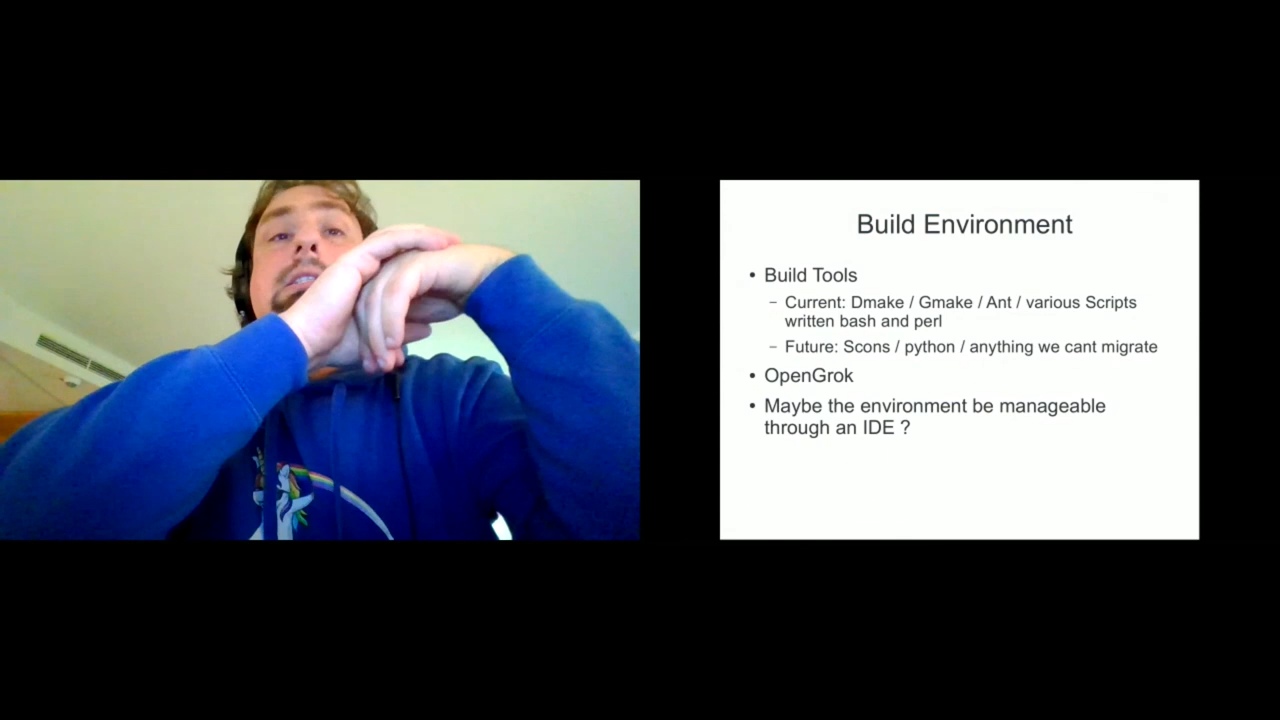 Build Environment
• Build Tools
– Current: Dmake / Gmake / Ant / various Scripts
written bash and perl
– Future: Scons / python / anything we cant migrate
• OpenGrok
• Maybe the environment be manageable
through an IDE ?